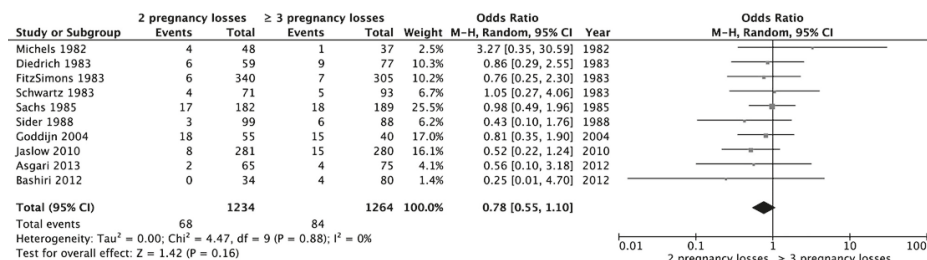 2 pregnancy losses ≥ 3 pregnancy losses Odds Ratio Odds Ratio
Study or Subgroup Events Total Events Total Weight M-H, Random, 95% CI Year M-H, Random, 95% CI
Michels 1982 4 48 1 37 2.5% 3.27 [0.35, 30.59] 1982
Diedrich 1983 6 59 9 77 10.3% 0.86 [0.29, 2.55] 1983
FitzSimons 1983 6 340 7 305 10.0% 0.76 [0.25, 2.30] 1983
Schwartz 1983 4 71 5 93 6.6% 1.05 [0.27, 4.06] 1983
Sachs 1985 17 182 18 189 25.5% 0.98 [0.49, 1.96] 1985
Sider 1988 3 99 6 88 6.6% 0.43 [0.10, 1.76] 1988
Goddijn 2004 18 55 15 40 17.0% 0.81 [0.35, 1.90] 2004
Jaslow 2010 8 281 15 280 16.1% 0.52 [0.22, 1.24] 2010
Asgari 2013 2 65 4 75 4.1% 0.56 [0.10, 3.18] 2012
Bashiri 2012 0 34 4 80 1.4% 0.25 [0.01, 4.70] 2012
Total (95% CI) 1234 1264 100.0% 0.78 [0.55, 1.10]
Total events 68 84
Heterogeneity: Tau² = 0.00; Chi² = 4.47, df = 9 (P = 0.88); I² = 0%
Test for overall effect: Z = 1.42 (P = 0.16)
0.01 0.1 1 10 100
2 pregnancy losses ≥ 3 pregnancy losses